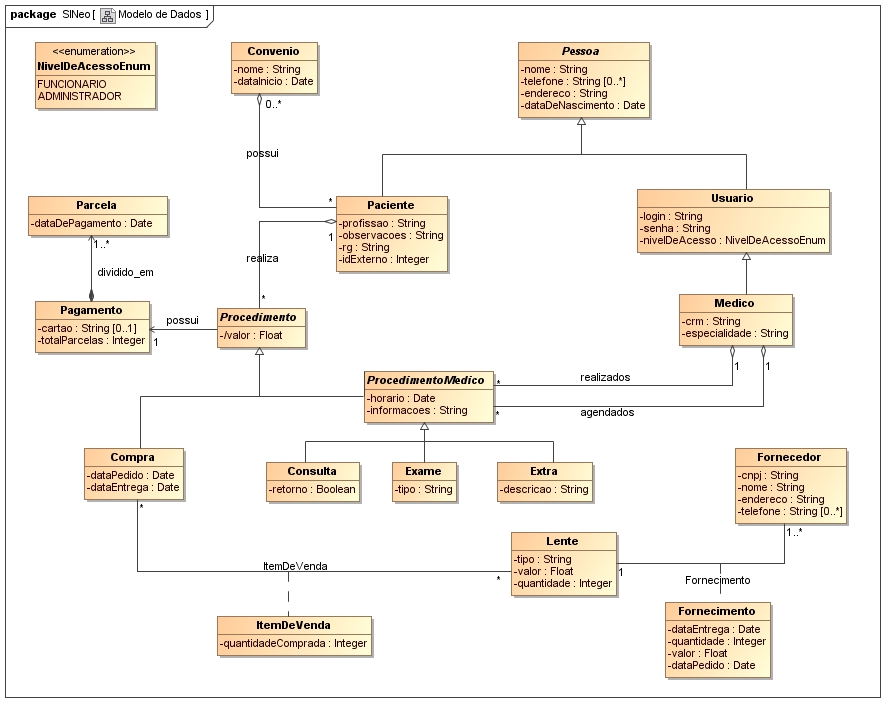 package SINeo [ Modelo de Dados ]
<<enumeration>>
NivelDeAcessoEnum
FUNCIONARIO
ADMINISTRADOR
Convenio
-nome : String
-dataInicio : Date
0..*
possui
*
Pessoa
-nome : String
-telefone : String [0..*]
-endereco : String
-dataDeNascimento : Date
Parcela
-dataDePagamento : Date
1..*
dividido_em
Paciente
-profissao : String
-observacoes : String
-rg : String
-idExterno : Integer
1
realiza
*
Usuario
-login : String
-senha : String
-nivelDeAcesso : NivelDeAcessoEnum
Pagamento
-cartao : String [0..1]
-totalParcelas : Integer
1
possui
Procedimento
-/valor : Float
Medico
-crm : String
-especialidade : String
1
1
ProcedimentoMedico
-horario : Date
-informacoes : String
*
realizados
*
agendados
Compra
-dataPedido : Date
-dataEntrega : Date
*
Consulta
-retorno : Boolean
Exame
-tipo : String
Extra
-descricao : String
Fornecedor
-cnpj : String
-nome : String
-endereco : String
-telefone : String [0..*]
1..*
ItemDeVenda
*
Lente
-tipo : String
-valor : Float
-quantidade : Integer
1
Fornecimento
ItemDeVenda
-quantidadeComprada : Integer
Fornecimento
-dataEntrega : Date
-quantidade : Integer
-valor : Float
-dataPedido : Date